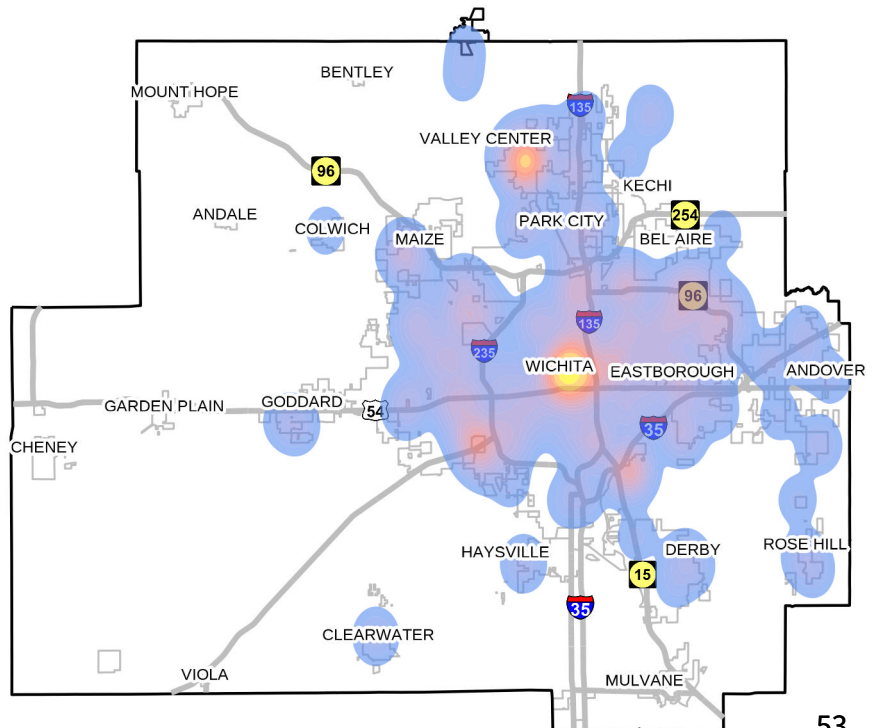 BENTLEY
MOUNT HOPE
135
VALLEY CENTER
96
KECHI
ANDALE
COLWICH
MAIZE
PARK CITY
254
BEL AIRE
96
135
235
WICHITA
EASTBOROUGH
ANDOVER
GARDEN PLAIN
GODDARD
54
35
CHENEY
HAYSVILLE
DERBY
ROSE HILL
15
35
CLEARWATER
VIOLA
MULVANE
53